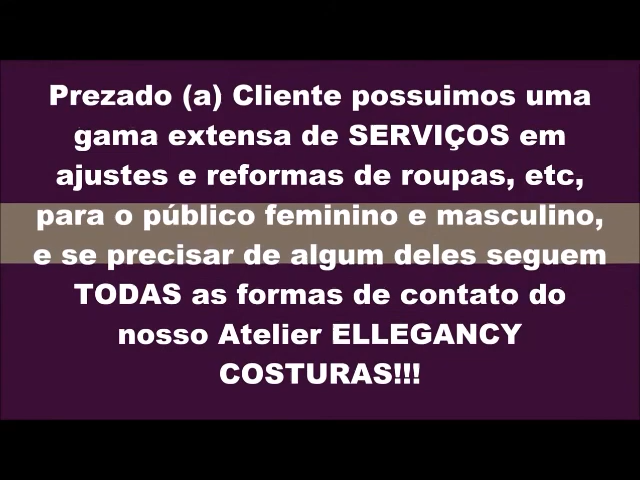 Prezado (a) Cliente possuimos uma
gama extensa de SERVIÇOS em
ajustes e reformas de roupas, etc,
para o público feminino e masculino,
e se precisar de algum deles seguem
TODAS as formas de contato do
nosso Atelier ELLEGANCY
COSTURAS!!!